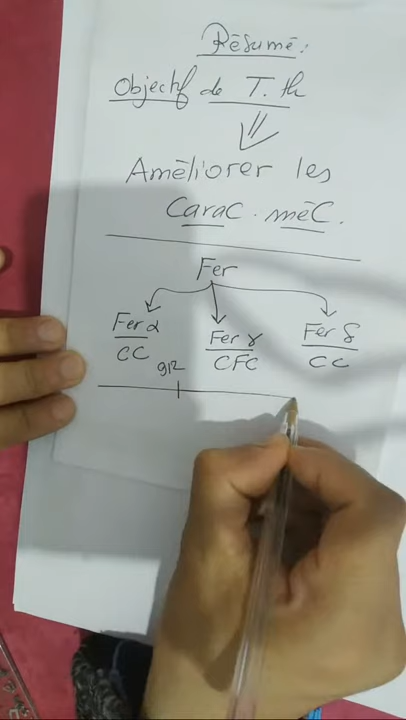 Résumé:
Objectif de T.th
Améliorer les
Carac. méc.
Fer
Fer α Fer γ Fer δ
CC CFC CC
912